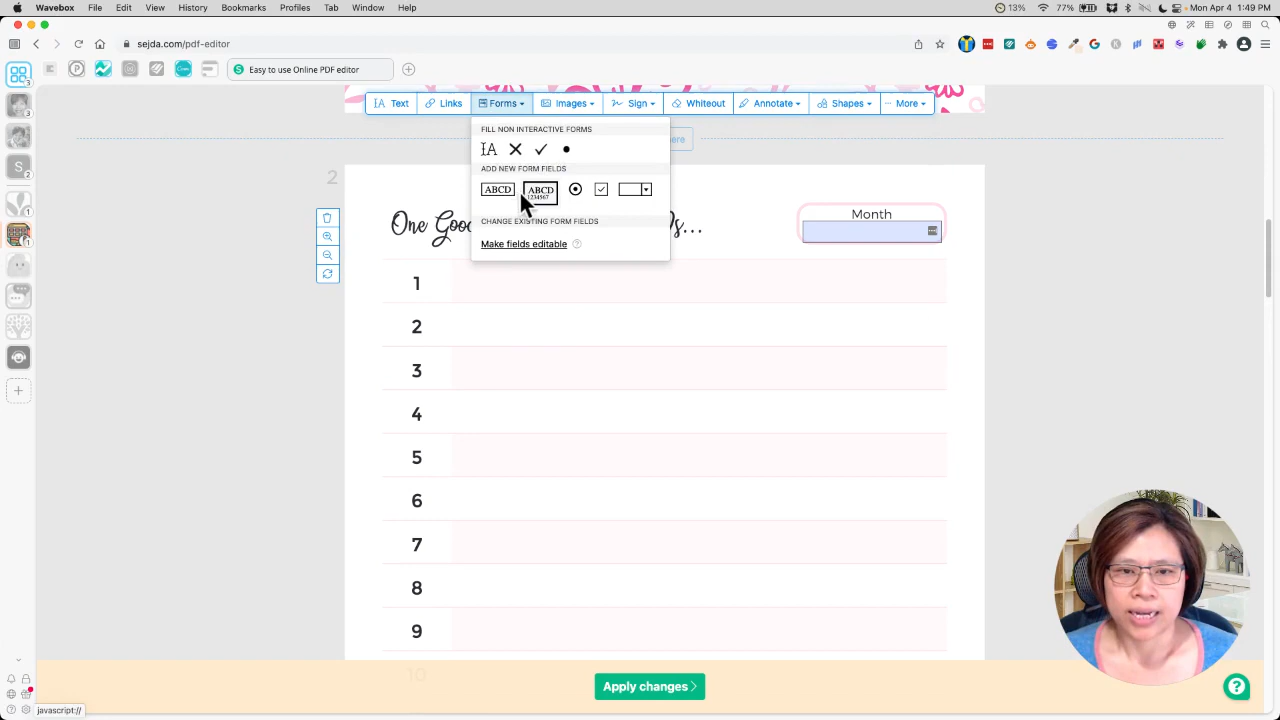 Wavebox File Edit View History Bookmarks Profiles Tab Window Help 13% 77% Mon Apr 4 1:49 PM
sejda.com/pdf-editor
Easy to use Online PDF editor
Text Links Forms Images Sign Whiteout Annotate Shapes More
FILL NON INTERACTIVE FORMS
ADD NEW FORM FIELDS
ABCD ABCD
1234567
CHANGE EXISTING FORM FIELDS
Make fields editable
2
One Good
Month
1
2
3
4
5
6
7
8
9
10
Apply changes
javascript://